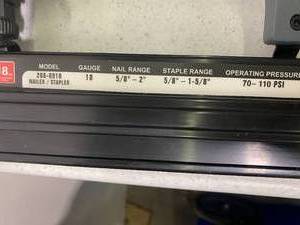 MODEL GAUGE NAIL RANGE STAPLE RANGE OPERATING PRESSURE
18 5/8" - 2" 5/8" - 1-5/8" 70- 110 PSI
NAILER / STAPLER